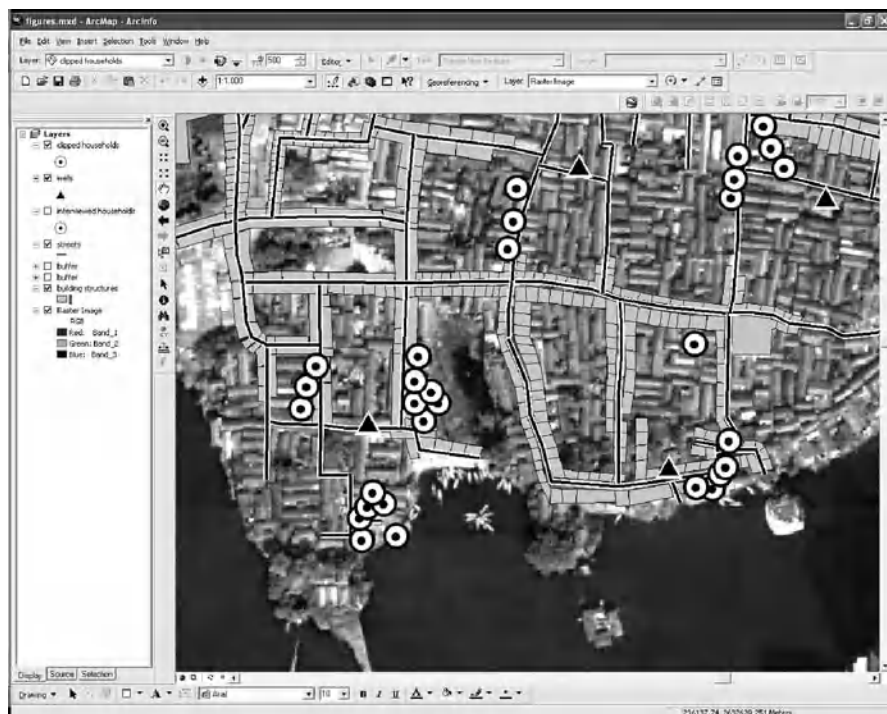 figures.mxd - ArcMap - ArcInfo
File Edit View Insert Selection Tools Window Help
Layer: clipped households 500 Editor
1:1.000 Georeferencing Layer: Raster Image
Layers
clipped households
wells
interviewed households
streets
buffer
buffer
building structures
Raster Image
RGB
Red: Band_1
Green: Band_2
Blue: Band_3
Display Source Selection
Drawing A Arial 10 B I U A